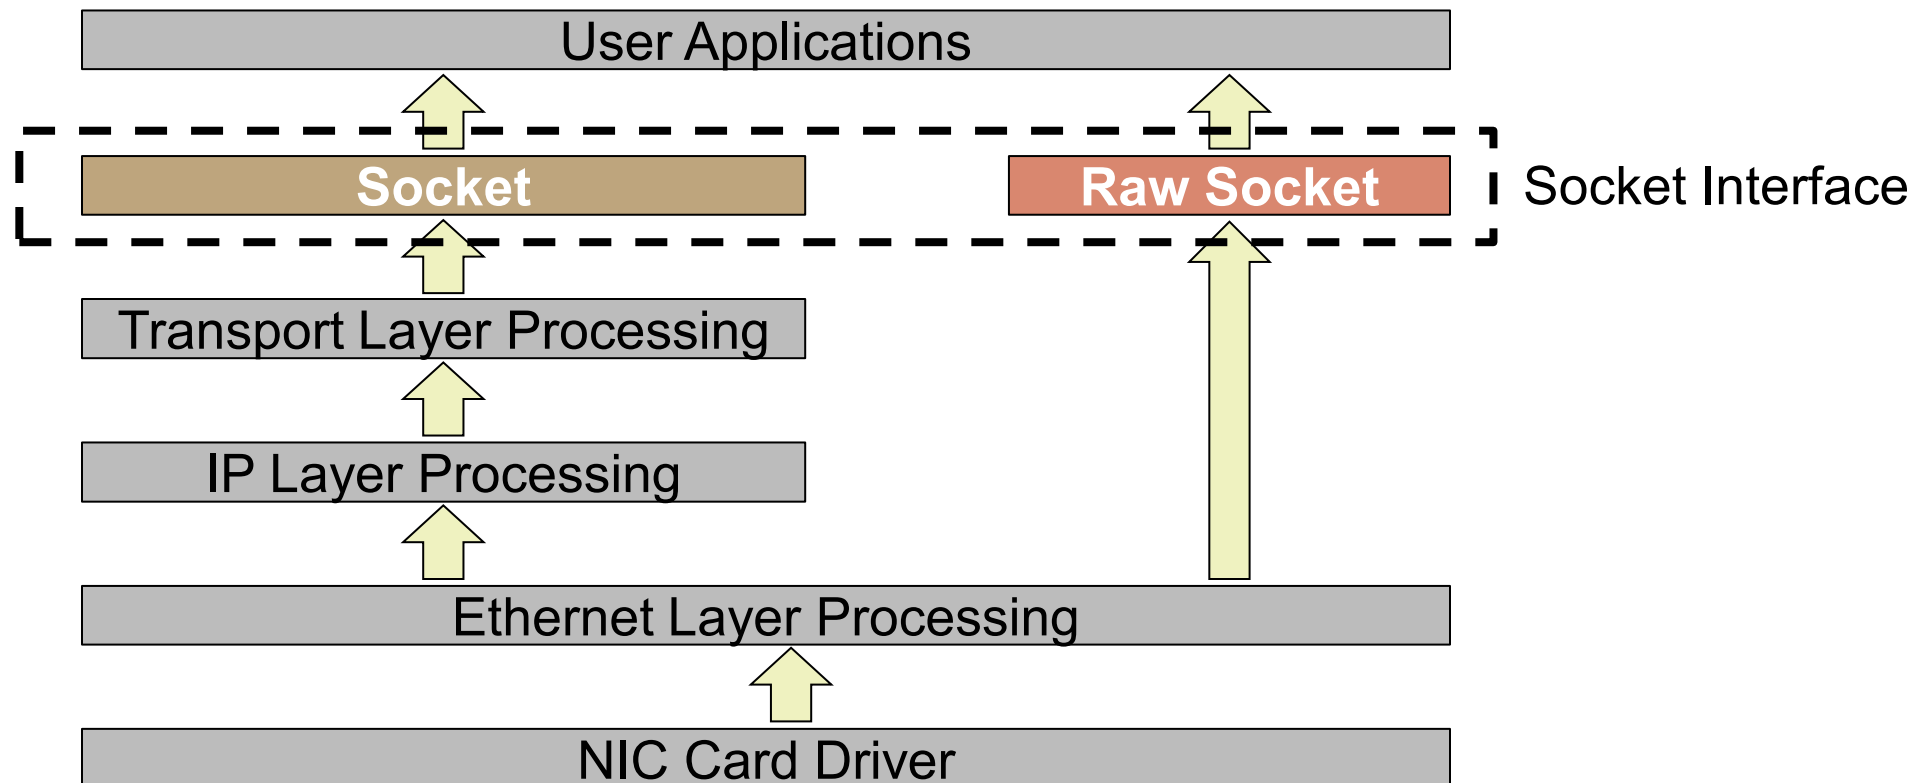 User Applications
Socket
Raw Socket
Socket Interface
Transport Layer Processing
IP Layer Processing
Ethernet Layer Processing
NIC Card Driver